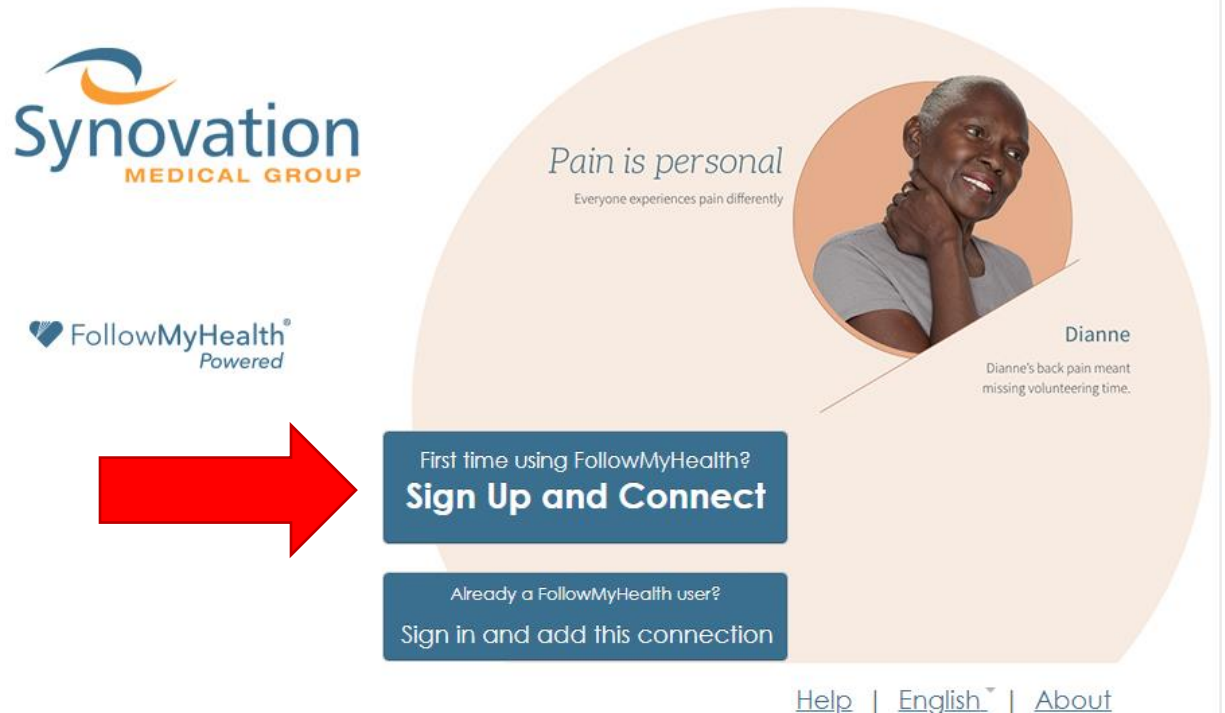 Synovation
MEDICAL GROUP
Pain is personal
Everyone experiences pain differently
FollowMyHealth®
Powered
Dianne
Dianne's back pain meant
missing volunteering time.
First time using FollowMyHealth?
Sign Up and Connect
Already a FollowMyHealth user?
Sign in and add this connection
Help | English | About